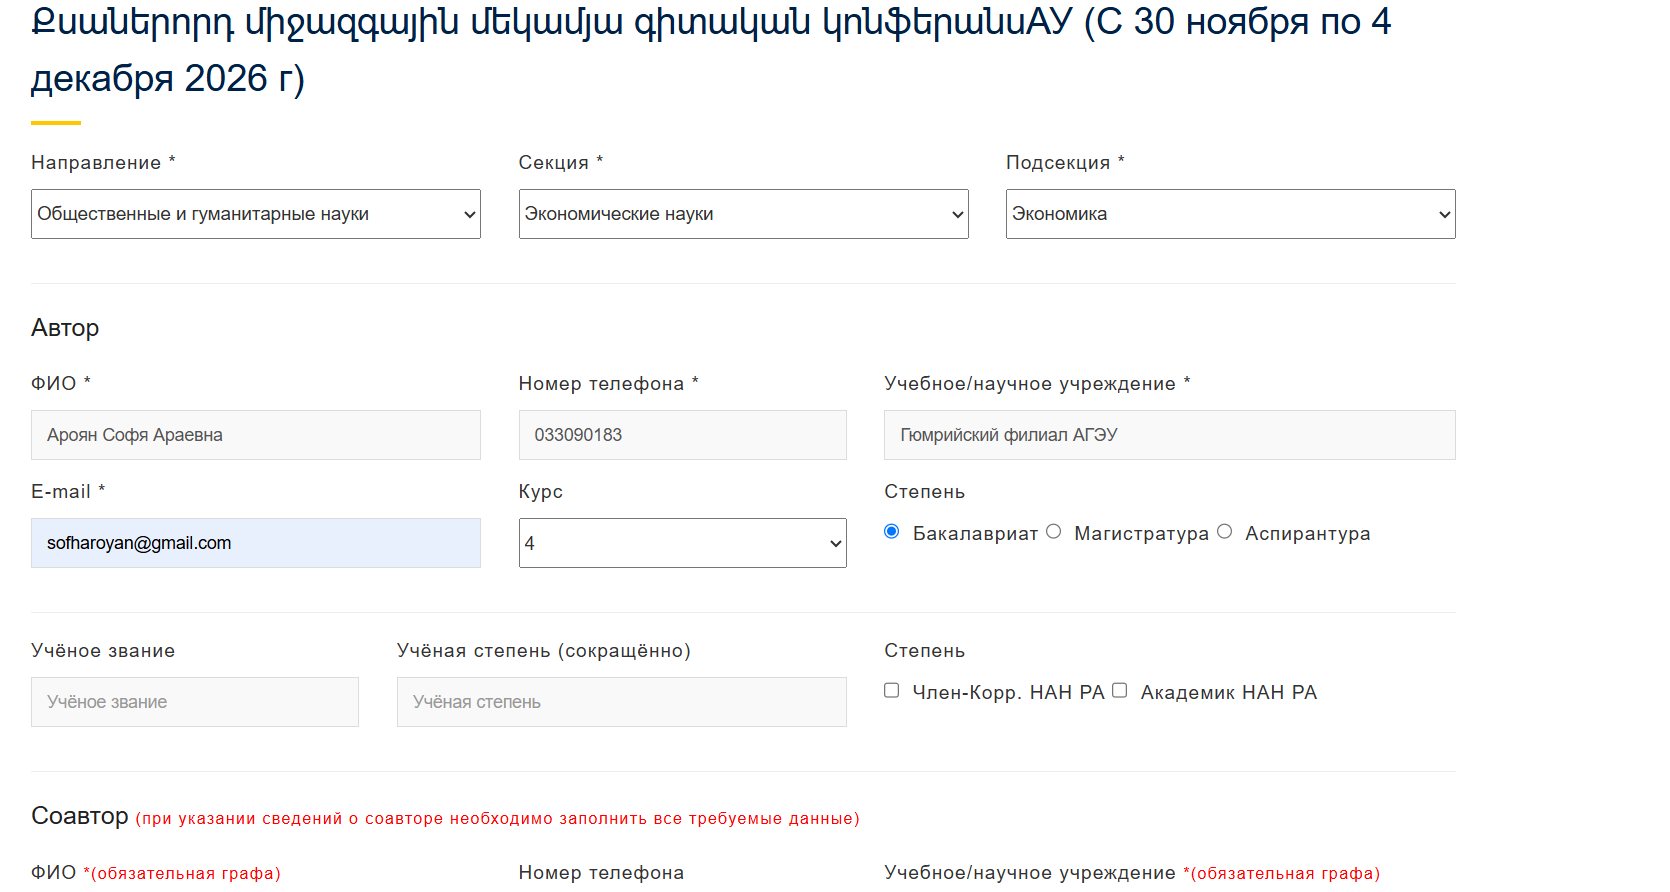 Քսաներորդ միջազգային մեկամյա գիտական կոնֆերանսԱУ (С 30 ноября по 4
декабря 2026 г)
Направление * Секция * Подсекция *
Общественные и гуманитарные науки Экономические науки Экономика
Автор
ФИО * Номер телефона * Учебное/научное учреждение *
Ароян Софя Араевна 033090183 Гюмрийский филиал АГЭУ
E-mail * Курс Степень
sofharoyan@gmail.com 4 Бакалавриат Магистратура Аспирантура
Учёное звание Учёная степень (сокращённо) Степень
Учёное звание Учёная степень Член-Корр. НАН РА Академик НАН РА
Соавтор (при указании сведений о соавторе необходимо заполнить все требуемые данные)
ФИО *(обязательная графа) Номер телефона Учебное/научное учреждение *(обязательная графа)